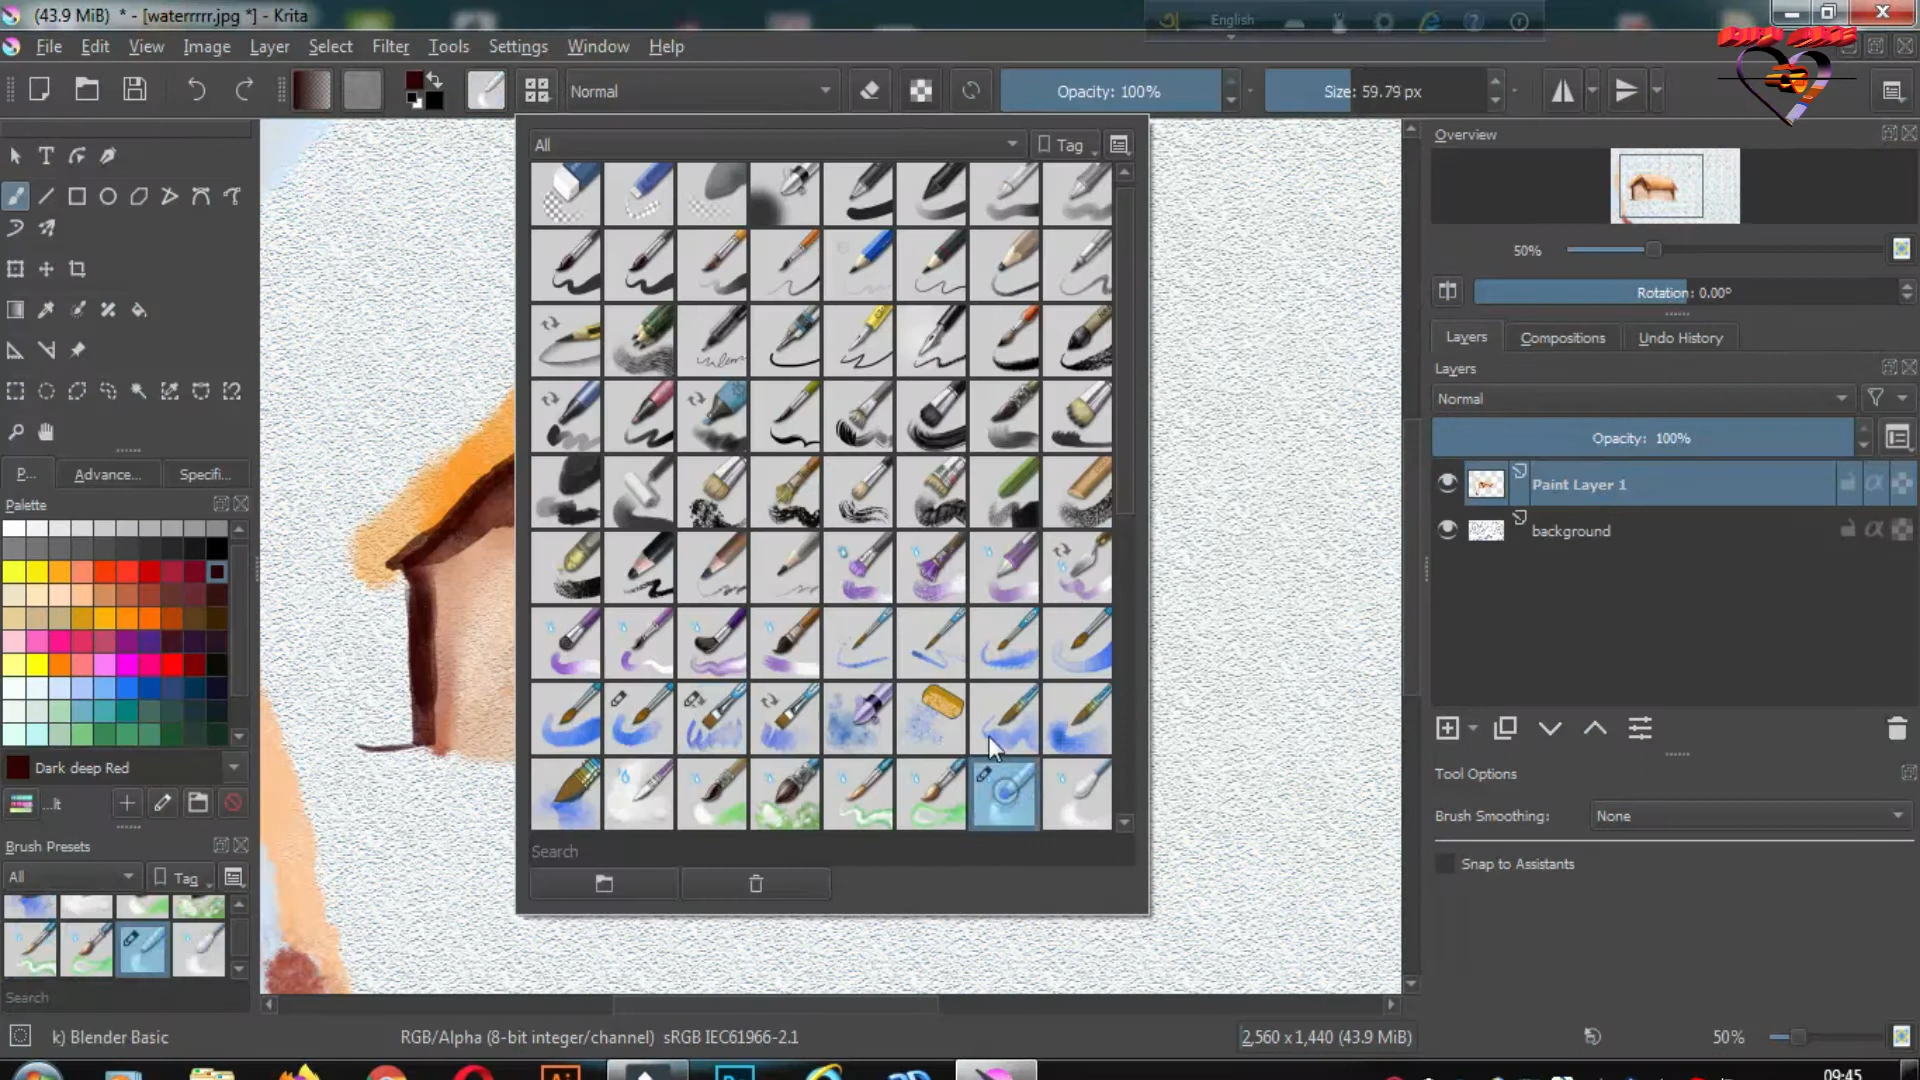 (43.9 MiB) * - [waterrrrr.jpg *] - Krita
English
File Edit View Image Layer Select Filter Tools Settings Window Help
Normal
Opacity: 100%
Size: 59.79 px
All
Tag
Overview
50%
Rotation: 0.00°
Layers Compositions Undo History
Layers
Normal
Opacity: 100%
Paint Layer 1
background
P... Advance... Specifi...
Palette
Dark deep Red
...lt
Brush Presets
All
Tag
Search
Search
Tool Options
Brush Smoothing: None
Snap to Assistants
k) Blender Basic
RGB/Alpha (8-bit integer/channel) sRGB IEC61966-2.1
2,560 x 1,440 (43.9 MiB)
50%
Ai
09:45